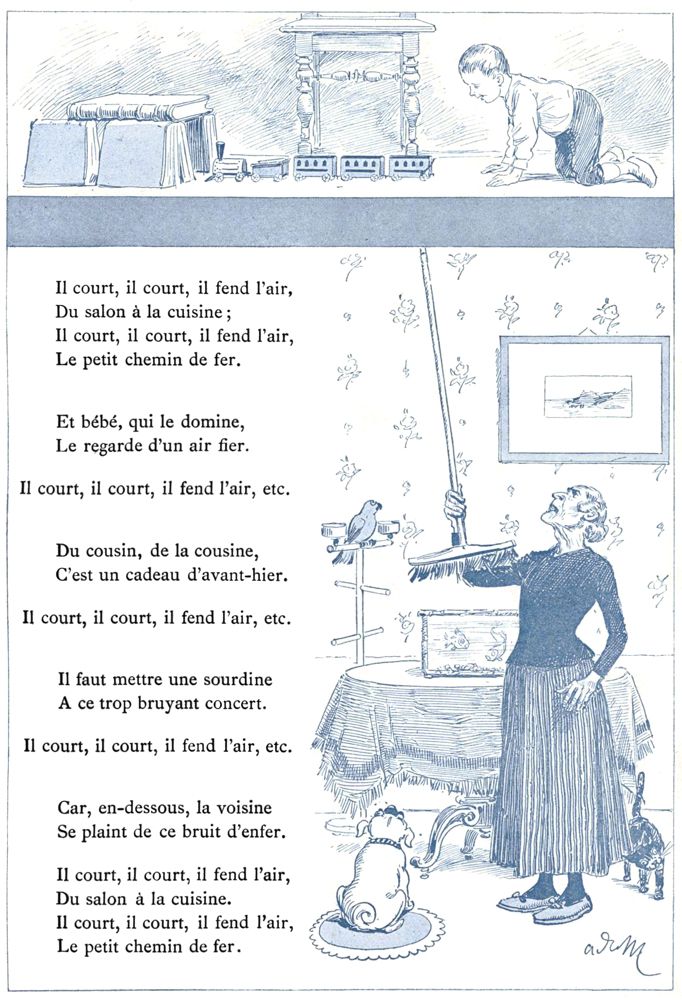 Il court, il court, il fend l'air,
Du salon à la cuisine ;
Il court, il court, il fend l'air,
Le petit chemin de fer.
Et bébé, qui le domine,
Le regarde d'un air fier.
Il court, il court, il fend l'air, etc.
Du cousin, de la cousine,
C'est un cadeau d'avant-hier.
Il court, il court, il fend l'air, etc.
Il faut mettre une sourdine
A ce trop bruyant concert.
Il court, il court, il fend l'air, etc.
Car, en-dessous, la voisine
Se plaint de ce bruit d'enfer.
Il court, il court, il fend l'air,
Du salon à la cuisine.
Il court, il court, il fend l'air,
Le petit chemin de fer.